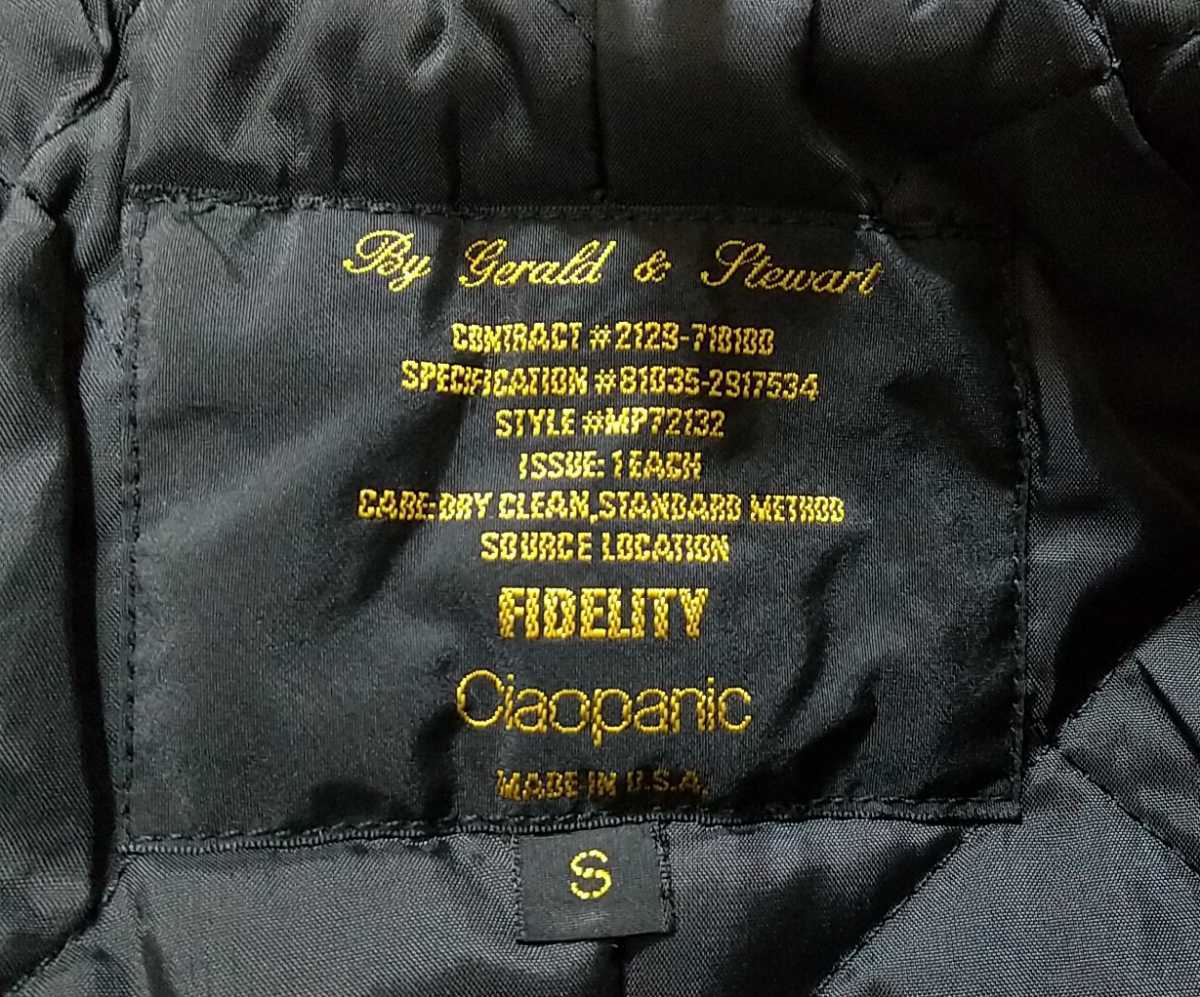 By Gerald & Stewart
CONTRACT #2129-718100
SPECIFICATION #81035-2917534
STYLE #MP72132
ISSUE: 1 EACH
CARE: DRY CLEAN, STANDARD METHOD
SOURCE LOCATION
FIDELITY
Ciaopanic
MADE IN U.S.A.
S